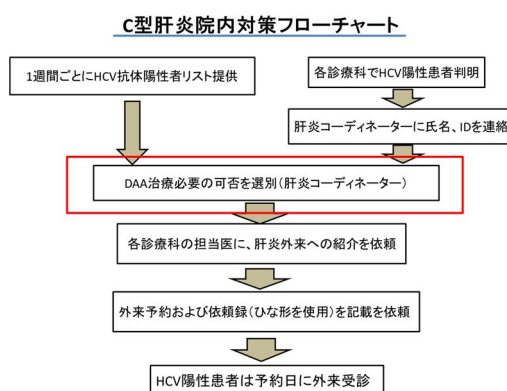 C型肝炎院内対策フローチャート
1週間ごとにHCV抗体陽性者リスト提供
各診療科でHCV陽性患者判明
肝炎コーディネーターに氏名、IDを連絡
DAA治療必要の可否を選別(肝炎コーディネーター)
各診療科の担当医に、肝炎外来への紹介を依頼
外来予約および依頼録(ひな形を使用)を記載を依頼
HCV陽性患者は予約日に外来受診